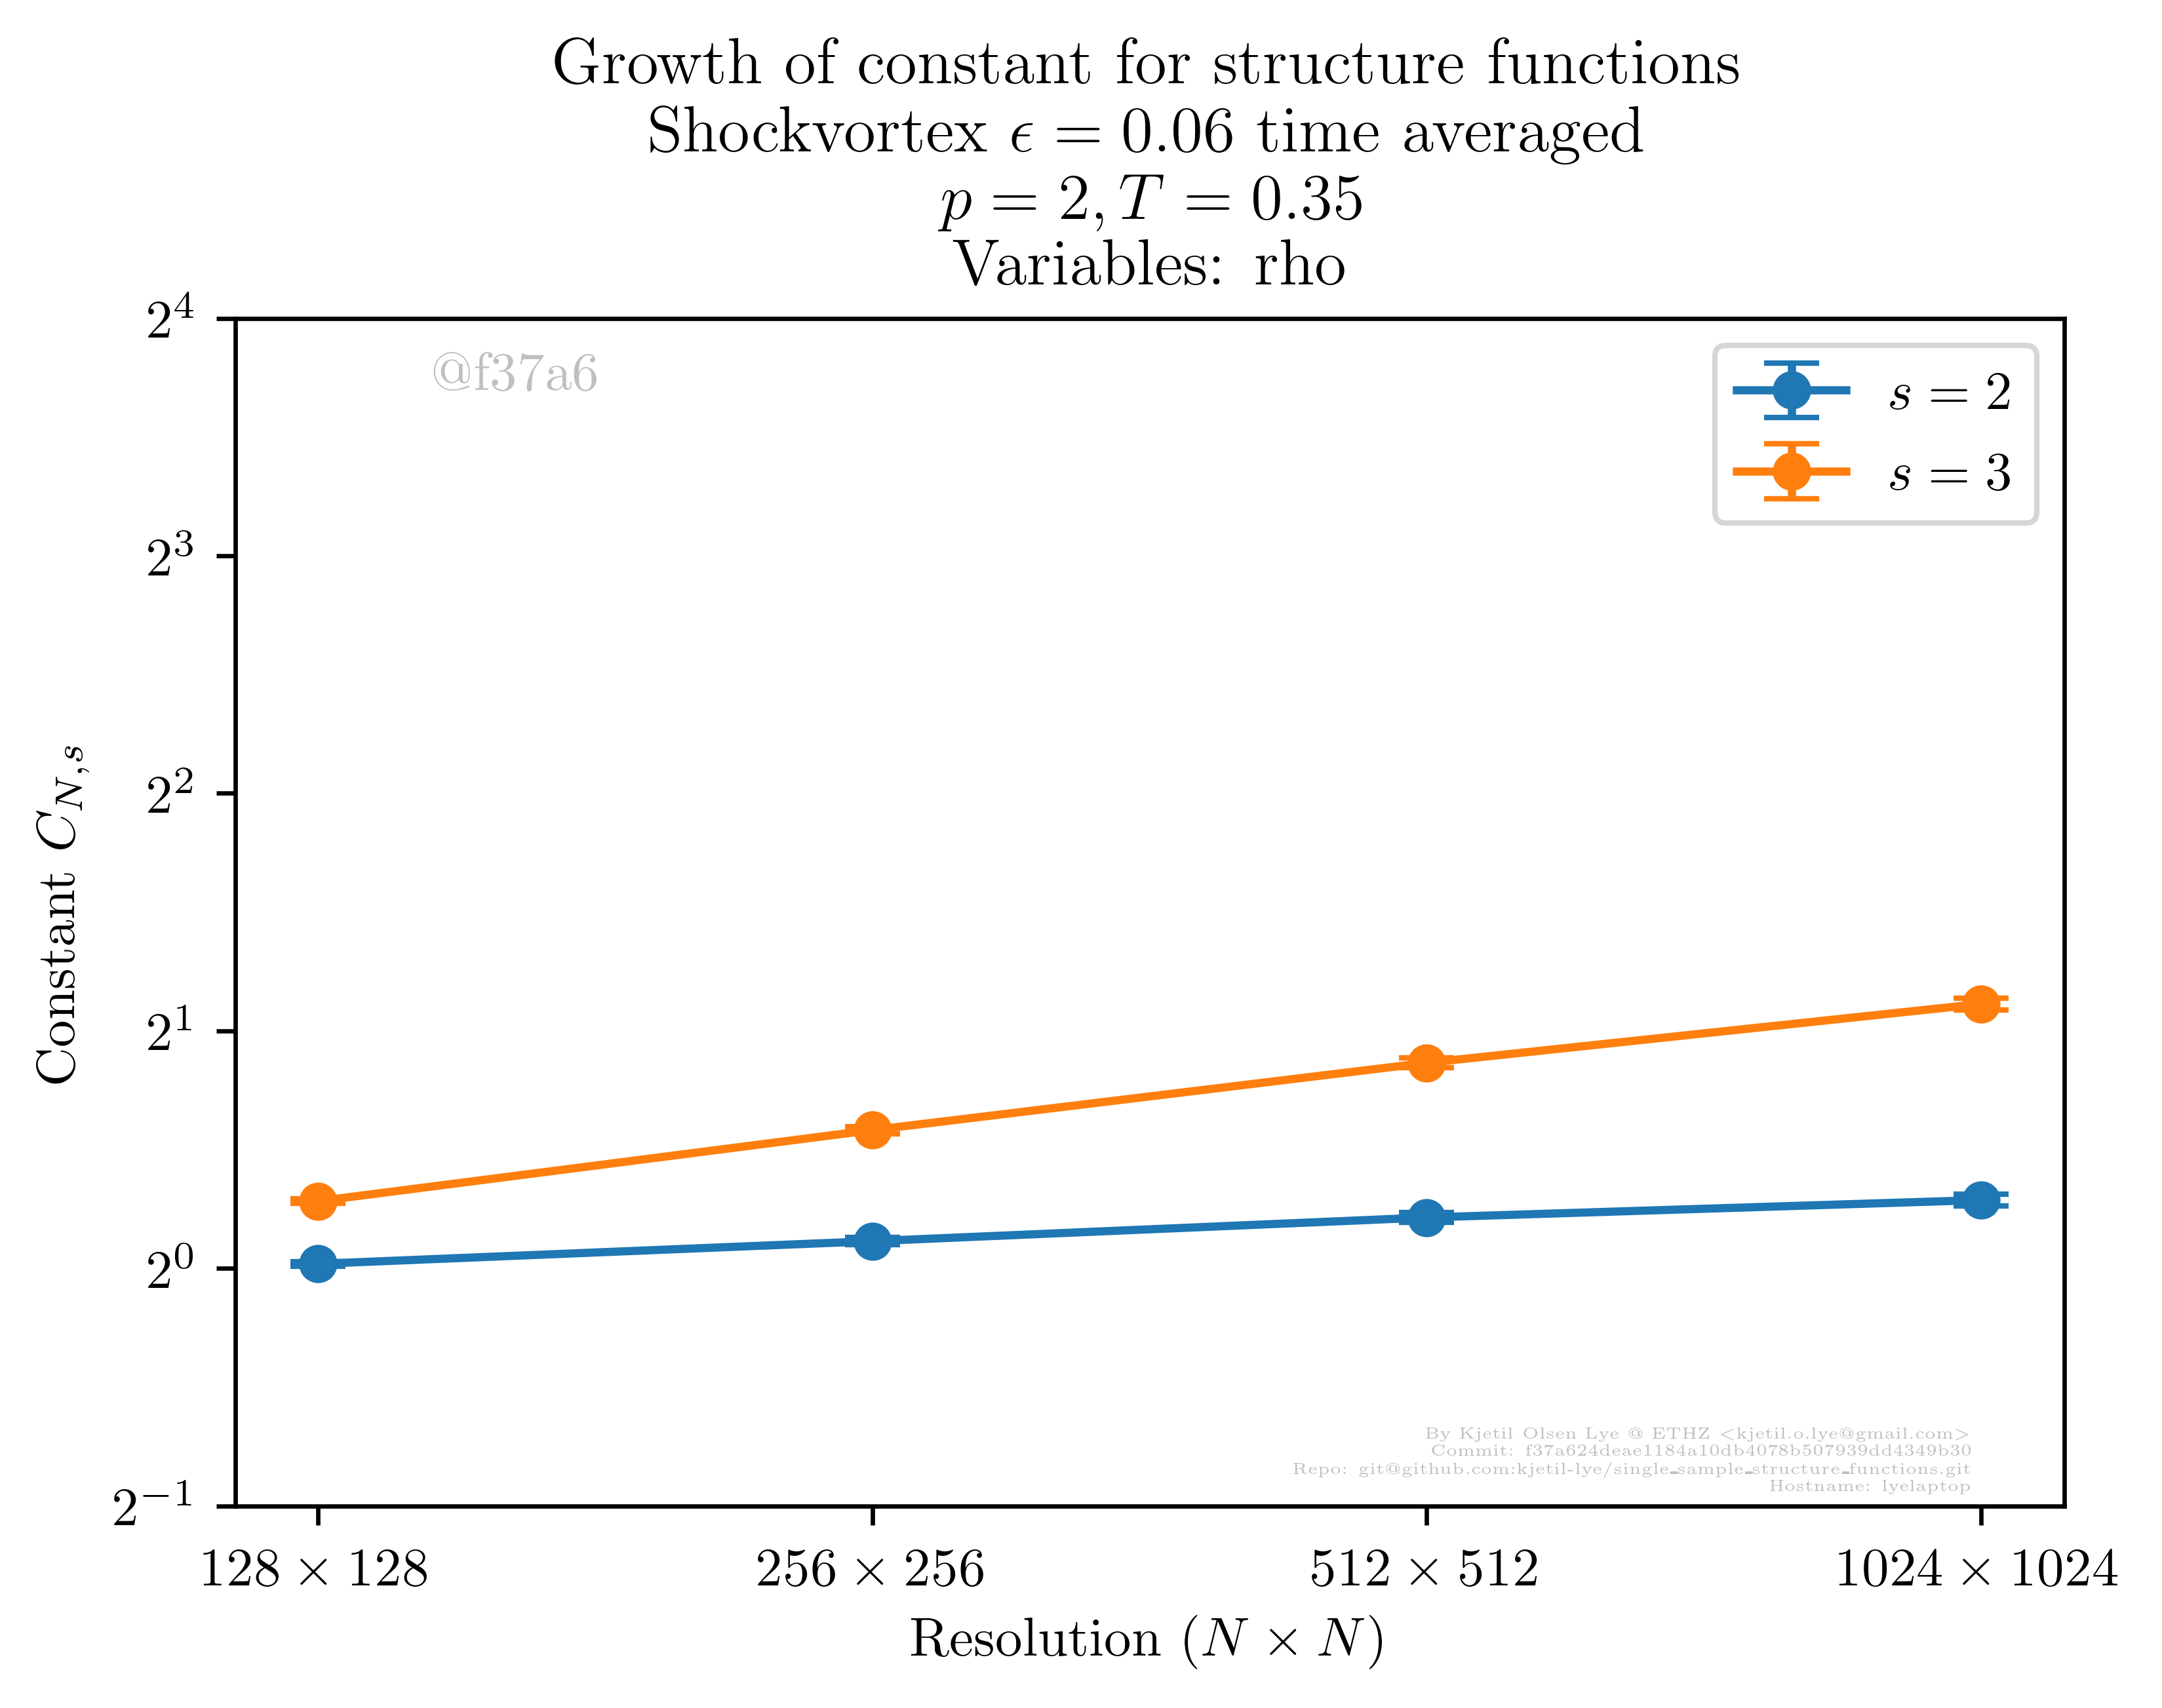 Growth of constant for structure functions
Shockvortex ϵ = 0.06 time averaged
p = 2, T = 0.35
Variables: rho
@f37a6
s = 2
s = 3
2^4
2^3
2^2
2^1
2^0
2^{-1}
Constant C_{N,s}
By Kjetil Olsen Lye @ ETHZ <kjetil.o.lye@gmail.com>
Commit: f37a624deae1184a10db4078b507939dd4349b30
Repo: git@github.com:kjetil-lye/single_sample_structure_functions.git
Hostname: lyelaptop
128 × 128
256 × 256
512 × 512
1024 × 1024
Resolution (N × N)